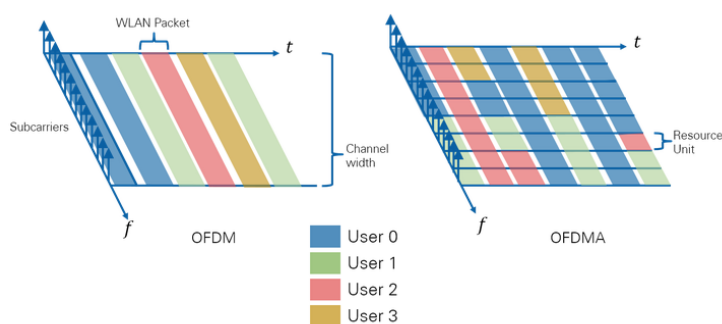 WLAN Packet
t
t
Subcarriers
Channel
width
Resource
Unit
f
f
OFDM
OFDMA
User 0
User 1
User 2
User 3